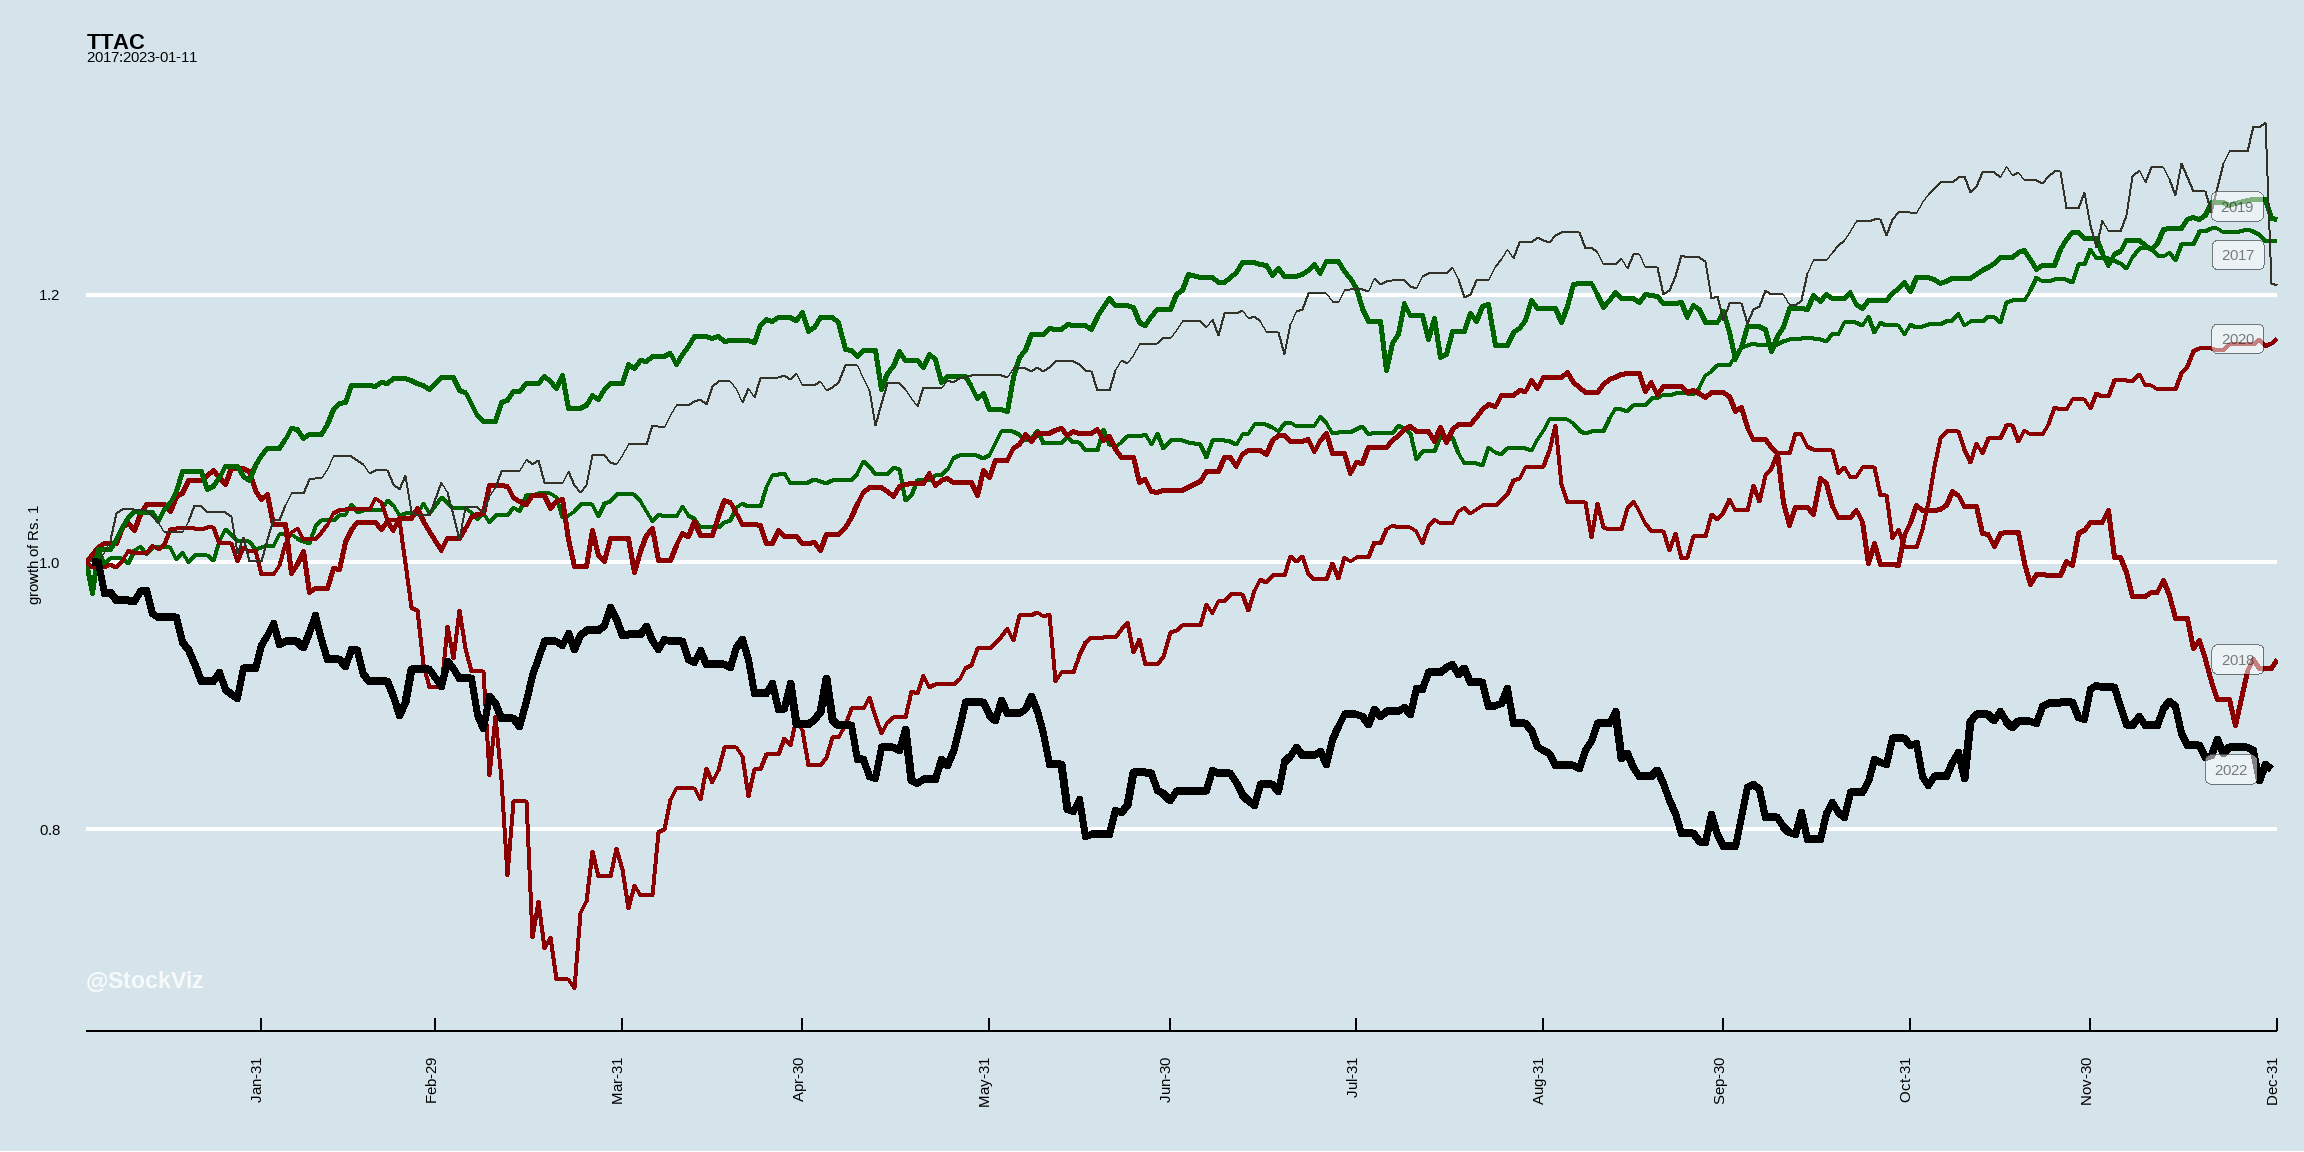 TTAC
2017:2023-01-11
growth of Rs. 1
1.2
1.0
0.8
2019
2017
2020
2018
2022
@StockViz
Jan-31
Feb-29
Mar-31
Apr-30
May-31
Jun-30
Jul-31
Aug-31
Sep-30
Oct-31
Nov-30
Dec-31